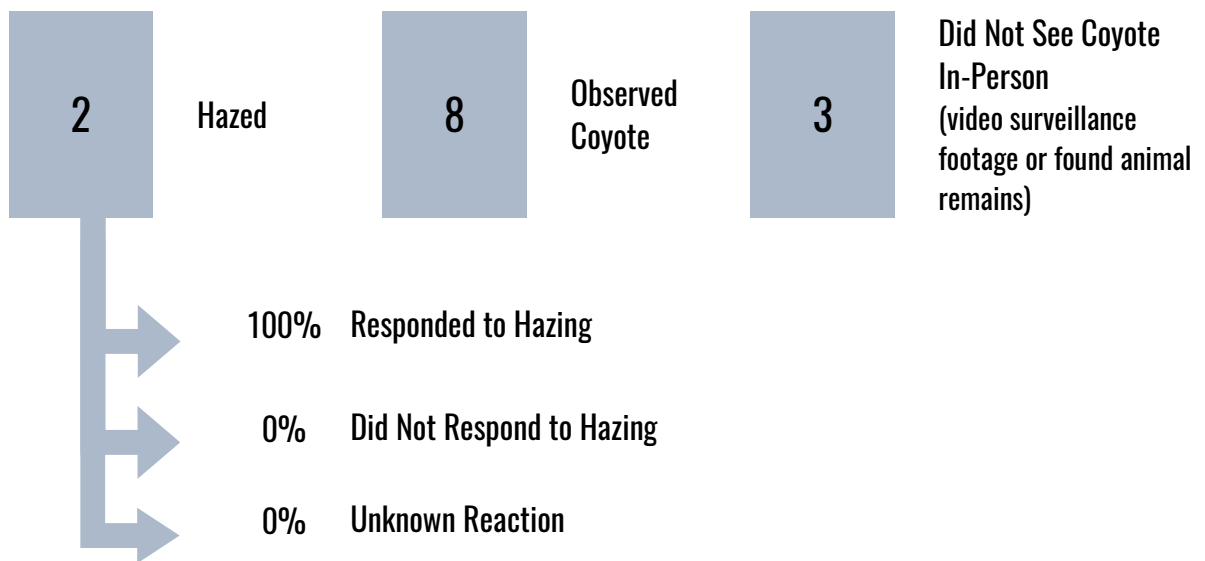 2
Hazed
8
Observed
Coyote
3
Did Not See Coyote
In-Person
(video surveillance
footage or found animal
remains)
100% Responded to Hazing
0% Did Not Respond to Hazing
0% Unknown Reaction